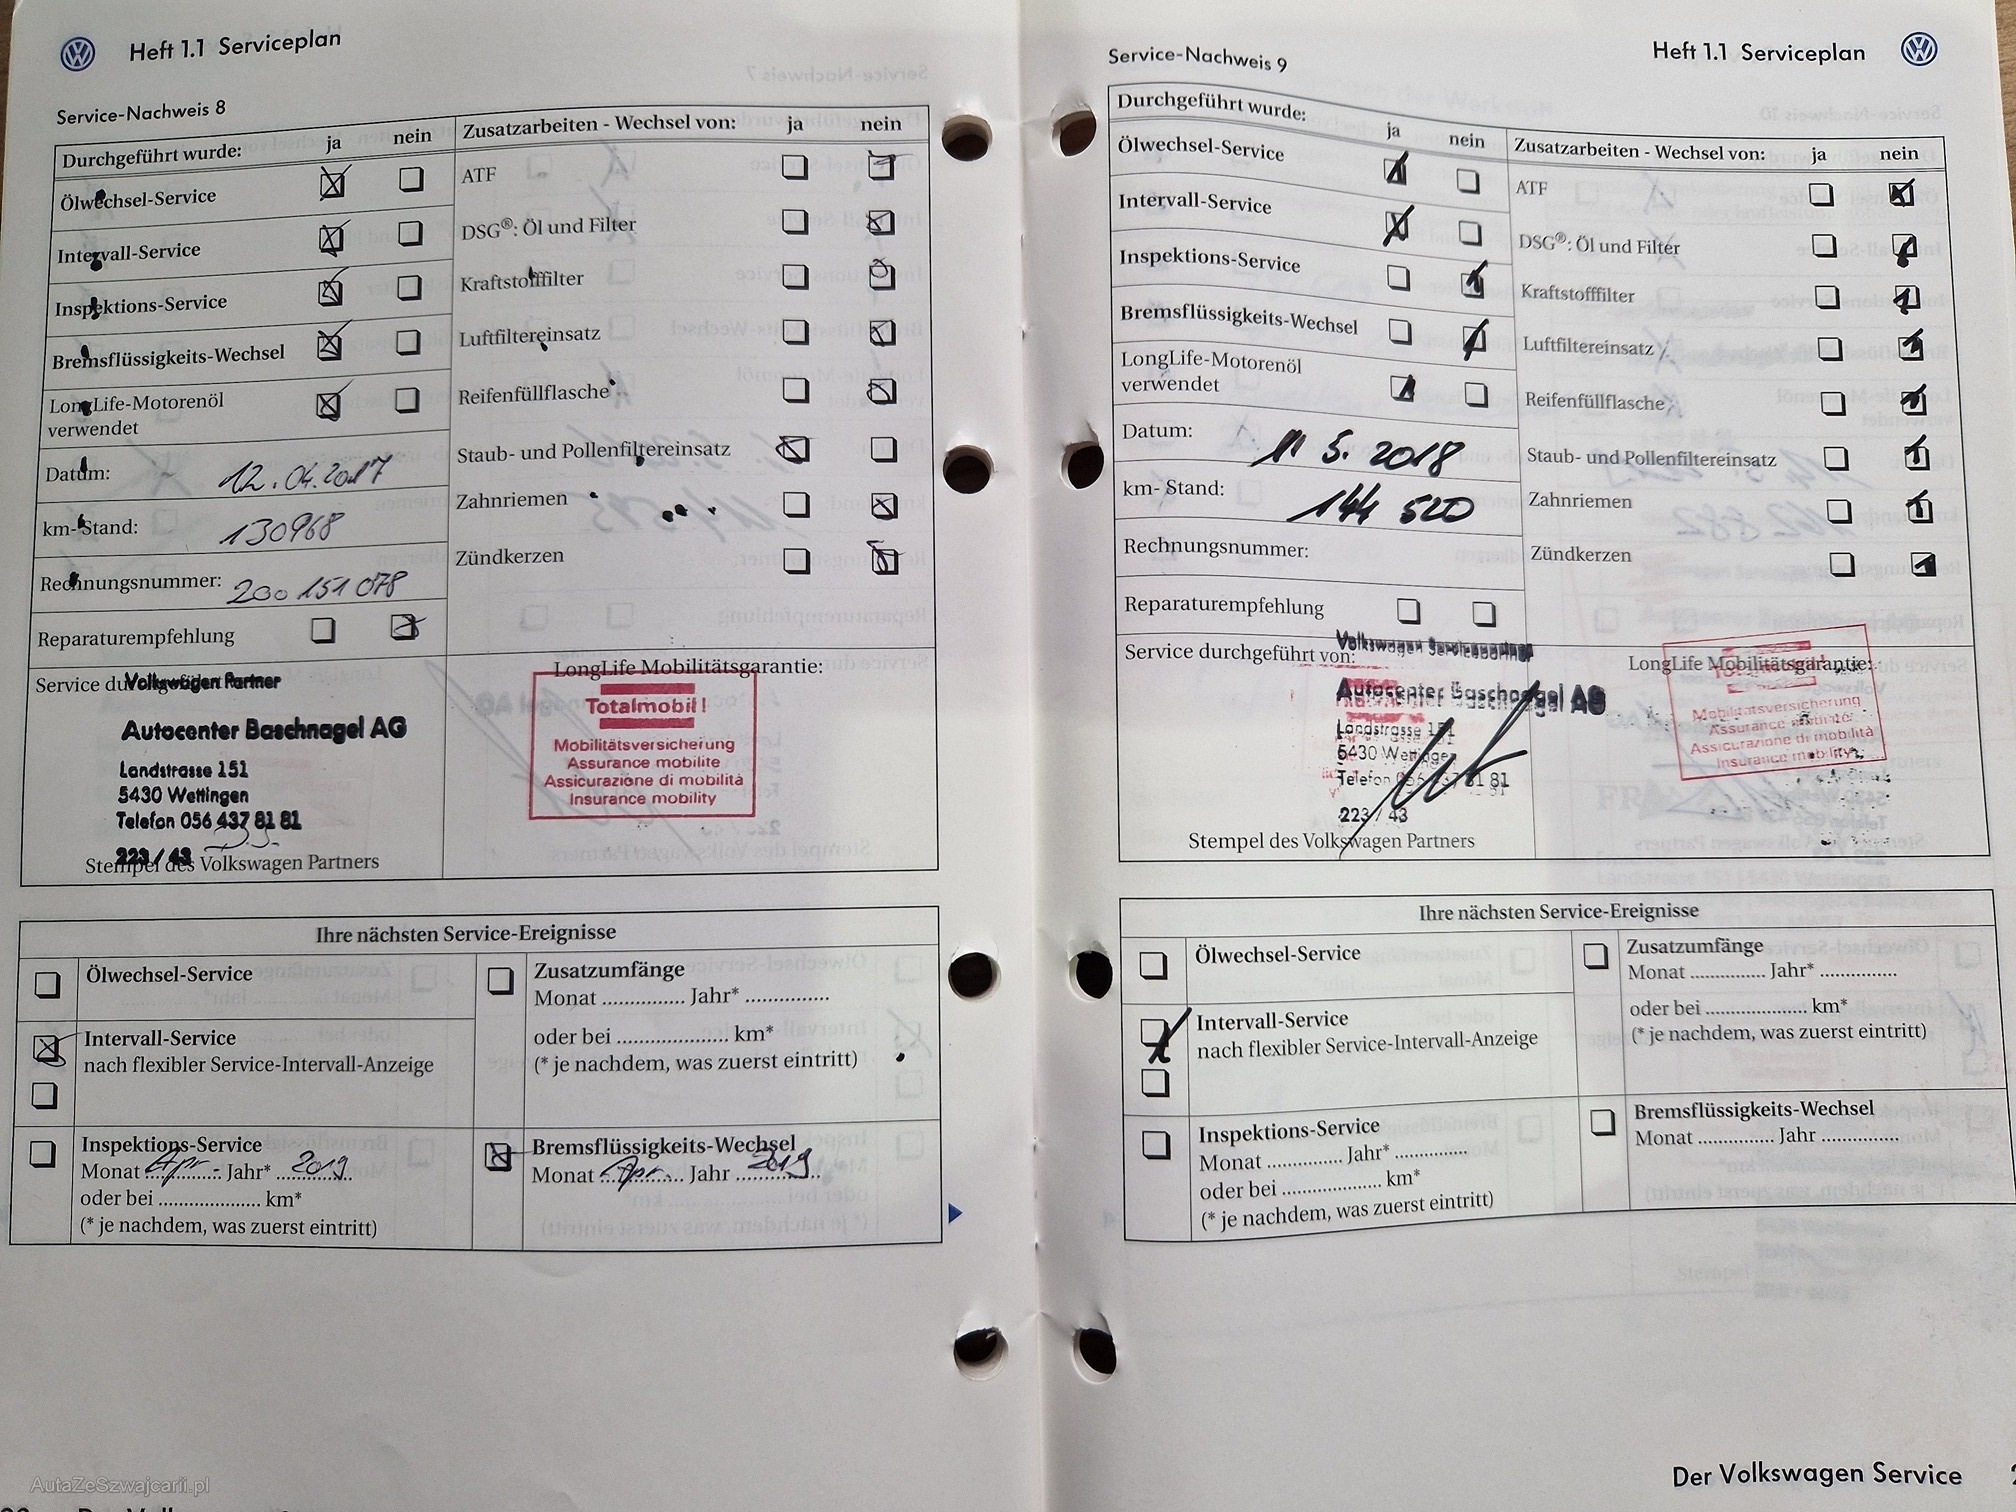 Heft 1.1 Serviceplan
Service-Nachweis 8
Durchgeführt wurde: ja nein
Ölwechsel-Service
Intervall-Service
Inspektions-Service
Bremsflüssigkeits-Wechsel
LongLife-Motorenöl
verwendet
Datum: 12.04.2017
km-Stand: 130968
Rechnungsnummer: 200 151 078
Reparaturempfehlung
Zusatzarbeiten - Wechsel von: ja nein
ATF
DSG®: Öl und Filter
Kraftstofffilter
Luftfiltereinsatz
Reifenfüllflasche
Staub- und Pollenfiltereinsatz
Zahnriemen
Zündkerzen
Service
Volkswagen Partner
Autocenter Baschnagel AG
Landstrasse 151
5430 Wettingen
Telefon 056 437 81 81
223 / 43
Stempel des Volkswagen Partners
LongLife Mobilitätsgarantie:
Totalmobil!
Mobilitätsversicherung
Assurance mobilite
Assicurazione di mobilità
Insurance mobility
Ihre nächsten Service-Ereignisse
Ölwechsel-Service
Intervall-Service
nach flexibler Service-Intervall-Anzeige
Inspektions-Service
Monat Apr. Jahr* 2019
oder bei .................... km*
(* je nachdem, was zuerst eintritt)
Zusatzumfänge
Monat ................ Jahr* ................
oder bei ...................... km*
(* je nachdem, was zuerst eintritt)
Bremsflüssigkeits-Wechsel
Monat Apr. Jahr 2019
AutaZeSzwajcarii.pl
Service-Nachweis 9
Heft 1.1 Serviceplan
Durchgeführt wurde: ja nein
Ölwechsel-Service
Intervall-Service
Inspektions-Service
Bremsflüssigkeits-Wechsel
LongLife-Motorenöl
verwendet
Datum: 11 5. 2018
km- Stand: 144 520
Rechnungsnummer:
Reparaturempfehlung
Zusatzarbeiten - Wechsel von: ja nein
ATF
DSG®: Öl und Filter
Kraftstofffilter
Luftfiltereinsatz
Reifenfüllflasche
Staub- und Pollenfiltereinsatz
Zahnriemen
Zündkerzen
Service durchgeführt von:
Volkswagen Servicepartner
Autocenter Baschnagel AG
Landstrasse 151
5430 Wettingen
Telefon 056 437 81 81
223 / 43
Stempel des Volkswagen Partners
LongLife Mobilitätsgarantie:
Totalmobil!
Mobilitätsversicherung
Assurance mobilite
Assicurazione di mobilità
Insurance mobility
Ihre nächsten Service-Ereignisse
Ölwechsel-Service
Intervall-Service
nach flexibler Service-Intervall-Anzeige
Inspektions-Service
Monat ............... Jahr* ...............
oder bei .................... km*
(* je nachdem, was zuerst eintritt)
Zusatzumfänge
Monat ............... Jahr* ...............
oder bei .................... km*
(* je nachdem, was zuerst eintritt)
Bremsflüssigkeits-Wechsel
Monat ............... Jahr ...............
Der Volkswagen Service